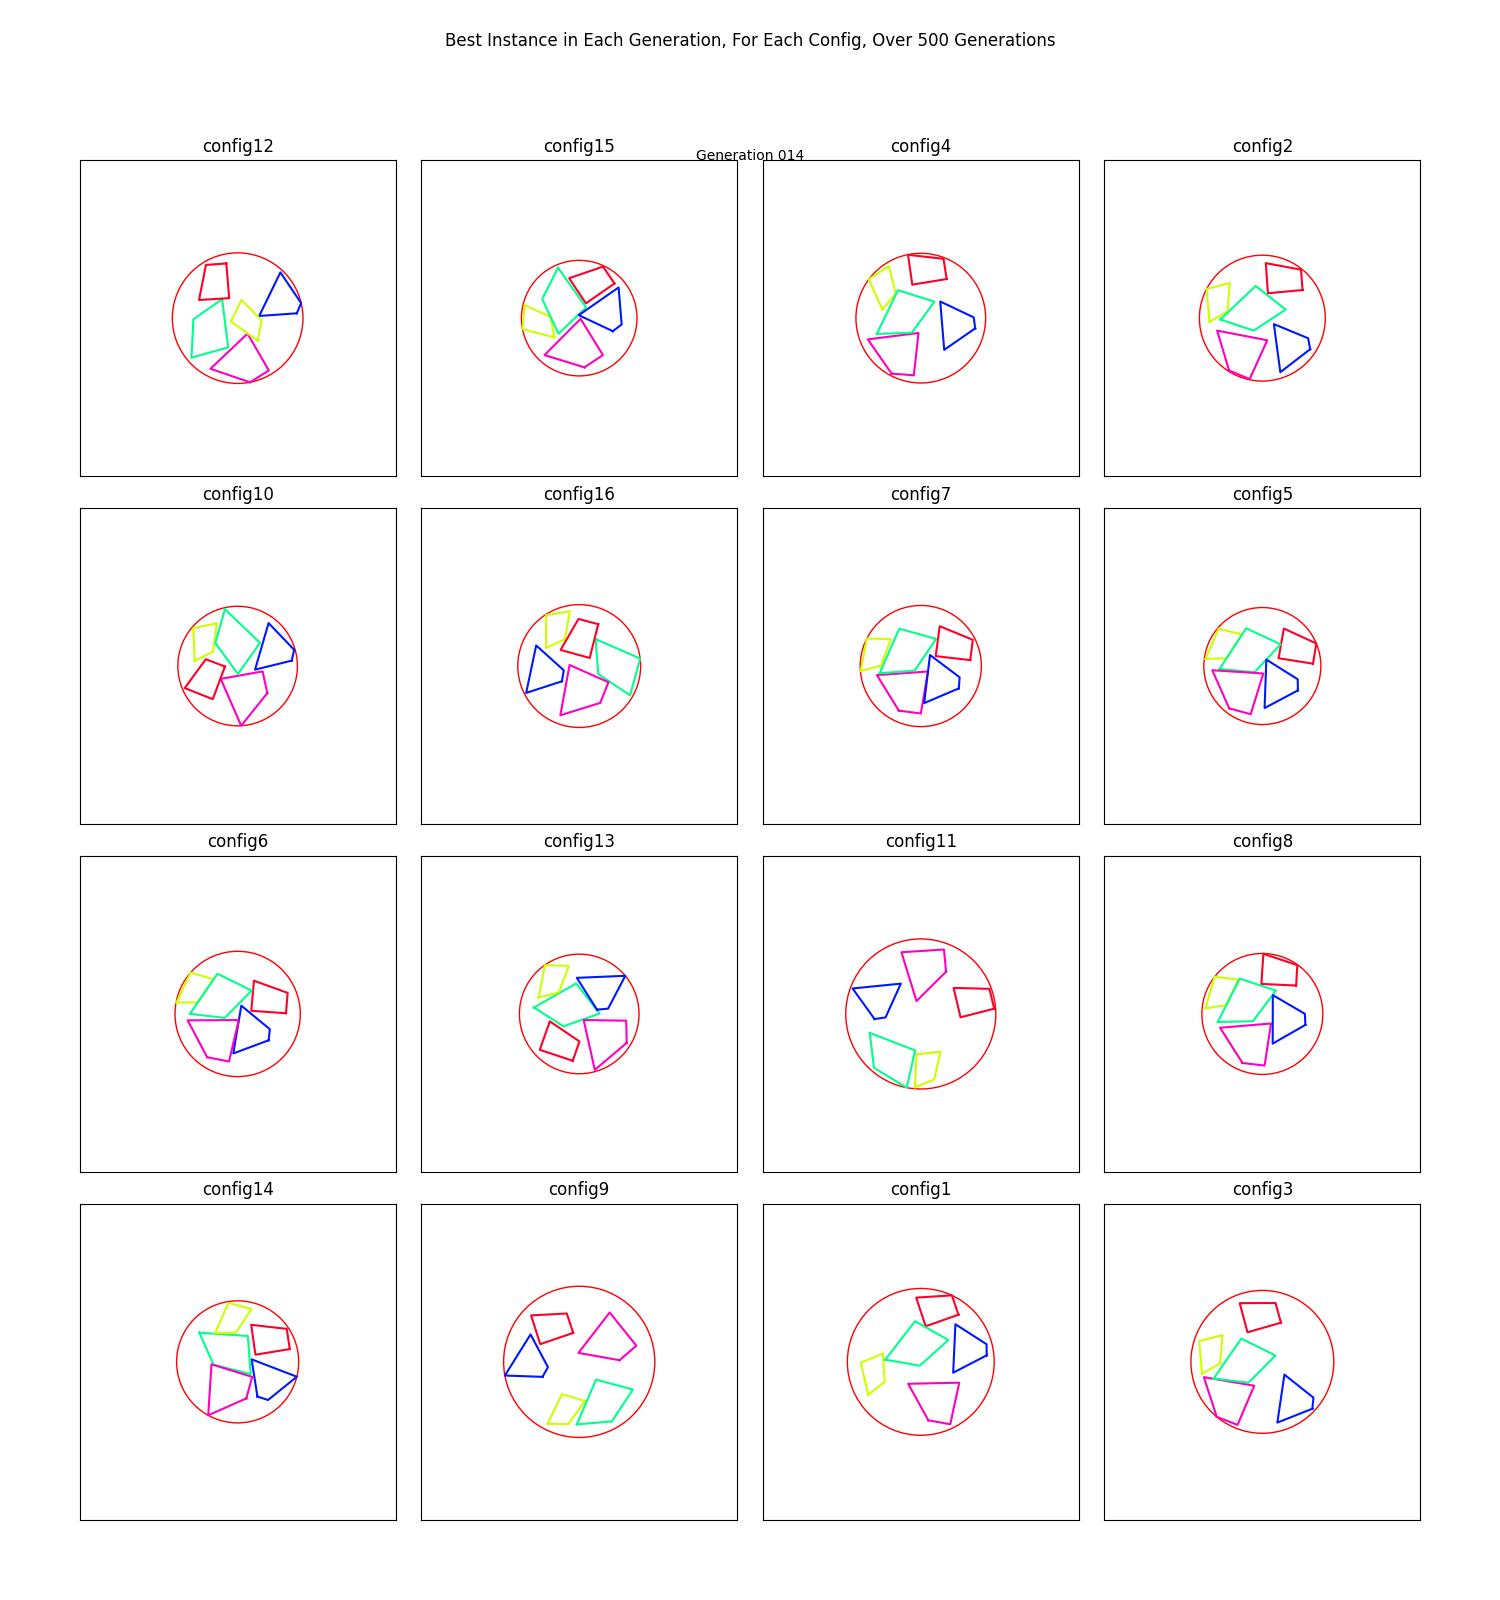 Best Instance in Each Generation, For Each Config, Over 500 Generations
config12
config15
Generation 014
config4
config2
config10
config16
config7
config5
config6
config13
config11
config8
config14
config9
config1
config3